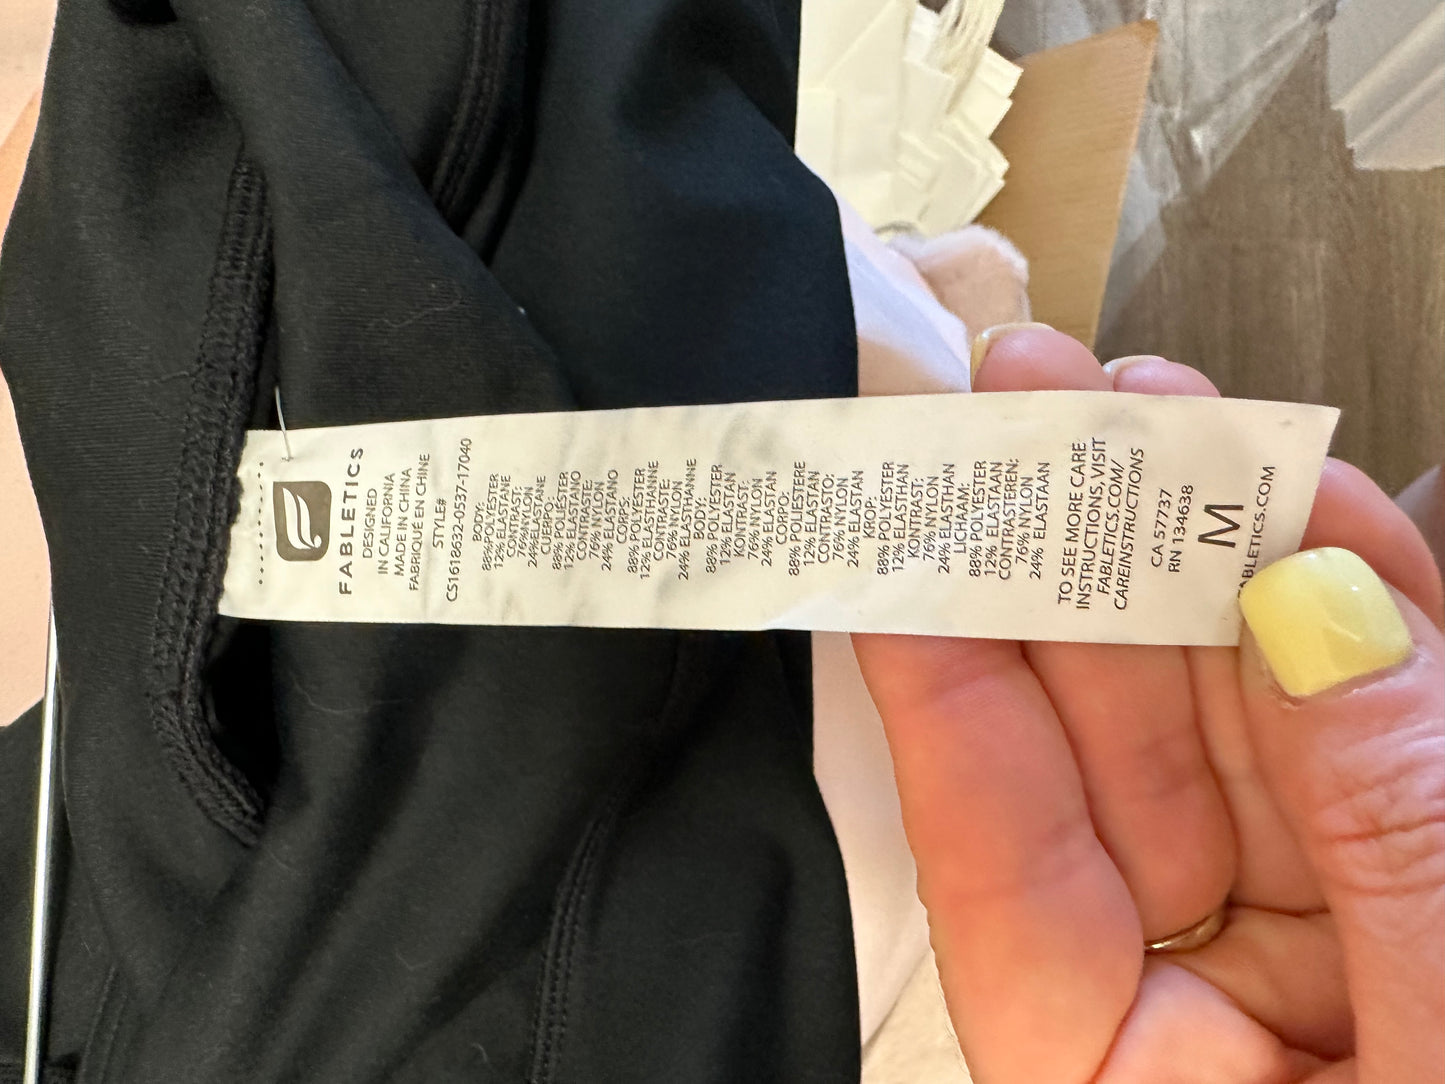 FABLETICS
DESIGNED
IN CALIFORNIA
MADE IN CHINA
FABRIQUÉ EN CHINE
STYLE#
CS1618632-0537-17040
BODY:
88%POLYESTER
12% ELASTANE
CONTRAST:
76%NYLON
24%ELASTANE
CUERPO:
88% POLIÉSTER
12% ELASTANO
CONTRASTE:
76% NYLON
24% ELASTANO
CORPS:
88% POLYESTER
12% ELASTHANNE
CONTRASTE:
76% NYLON
24% ELASTHANNE
BODY:
88% POLYESTER
12% ELASTAN
KONTRAST:
76% NYLON
24% ELASTAN
CORPO:
88% POLIESTERE
12% ELASTAN
CONTRASTO:
76% NYLON
24% ELASTAN
KROP:
88% POLYESTER
12% ELASTHAN
KONTRAST:
76% NYLON
24% ELASTHAN
LICHAAM:
88% POLYESTER
12% ELASTAAN
CONTRASTEREN:
76% NYLON
24% ELASTAAN
TO SEE MORE CARE
INSTRUCTIONS, VISIT
FABLETICS.COM/
CAREINSTRUCTIONS
CA 57737
RN 1134638
M
ABLETICS.COM